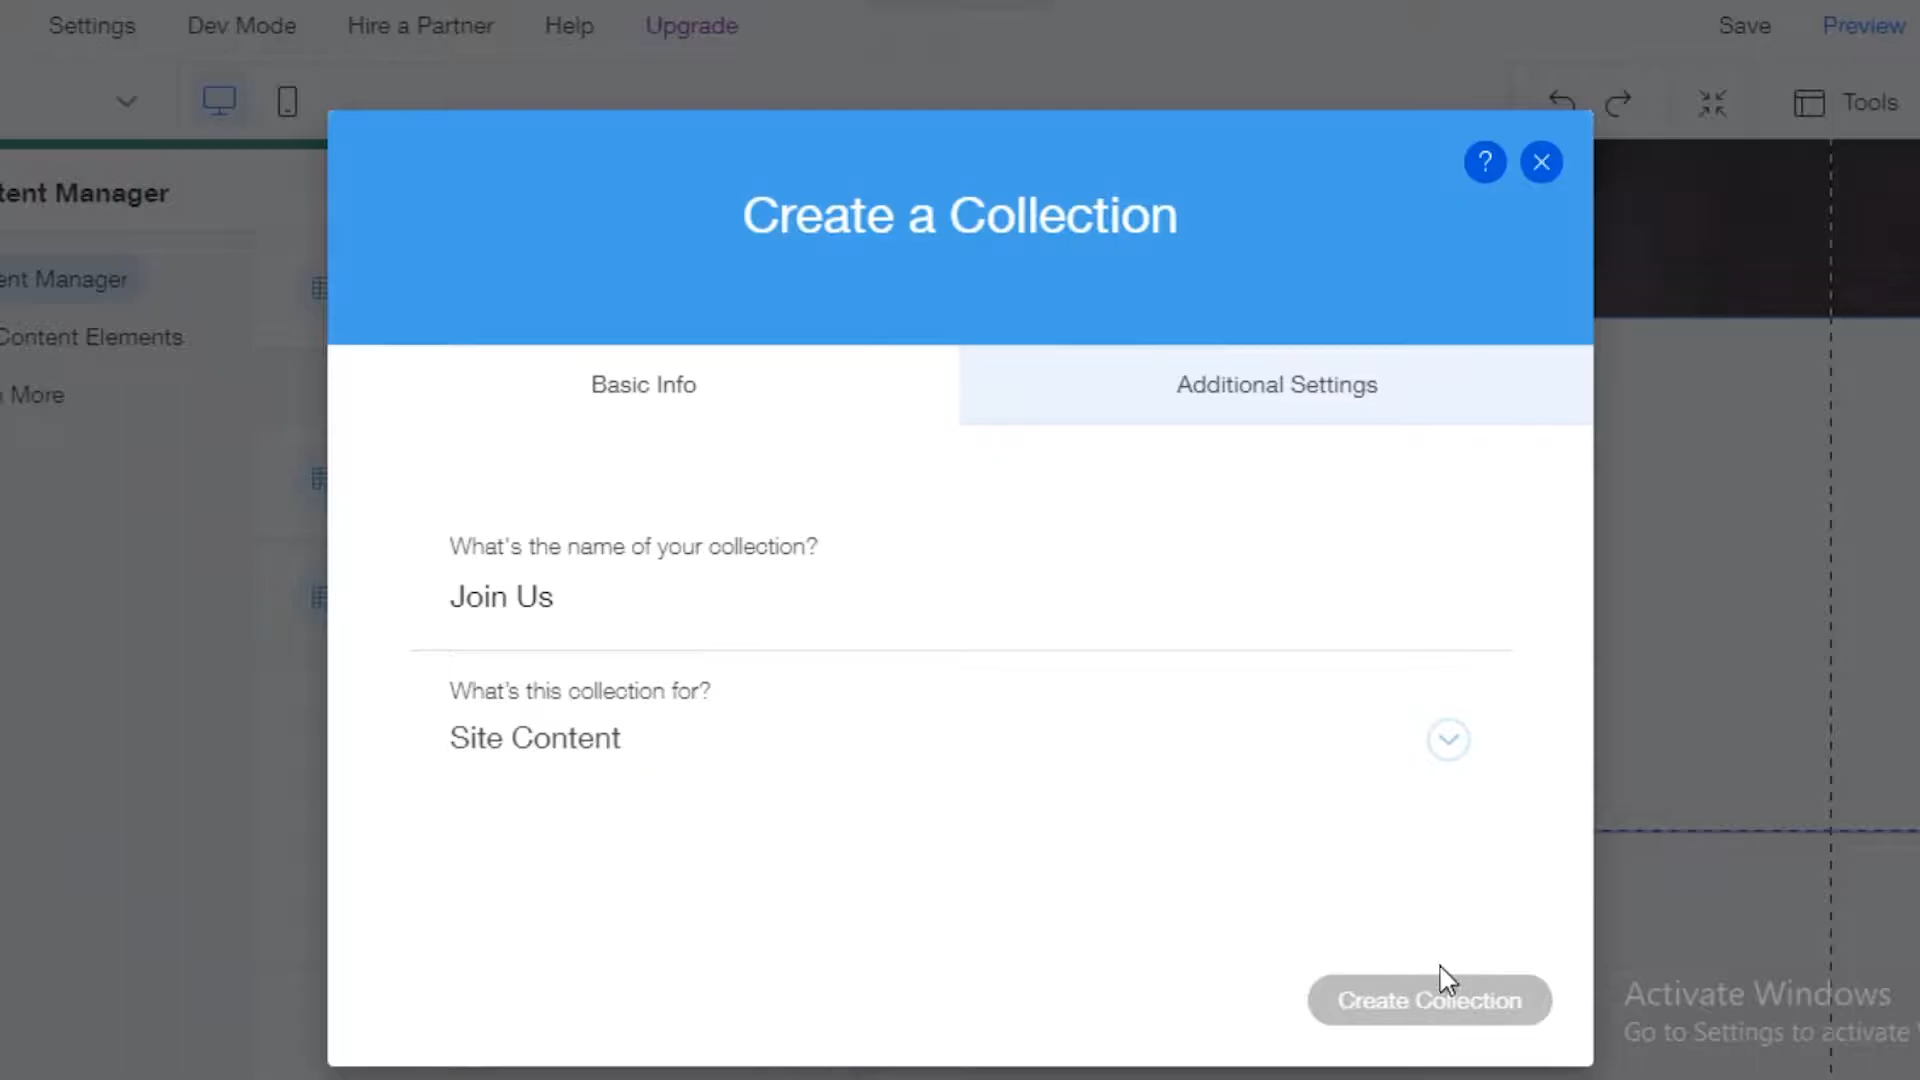 Settings Dev Mode Hire a Partner Help Upgrade Save Preview
Tools
tent Manager
ent Manager
Content Elements
More
Create a Collection
?
Basic Info Additional Settings
What's the name of your collection?
Join Us
What's this collection for?
Site Content
Create Collection
Activate Windows
Go to Settings to activate